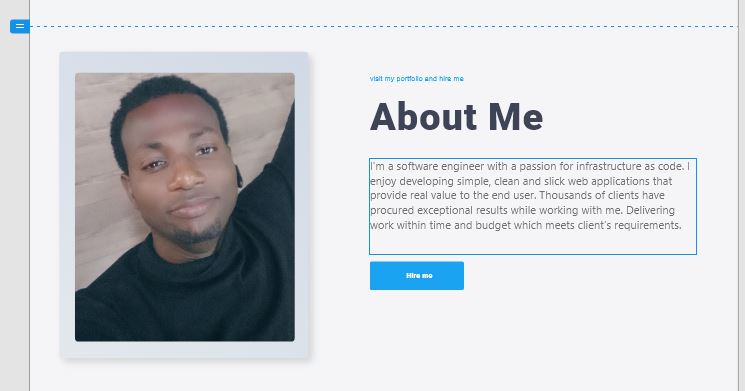 visit my portfolio and hire me
About Me
I'm a software engineer with a passion for infrastructure as code. I
enjoy developing simple, clean and slick web applications that
provide real value to the end user. Thousands of clients have
procured exceptional results while working with me. Delivering
work within time and budget which meets client's requirements.
Hire me